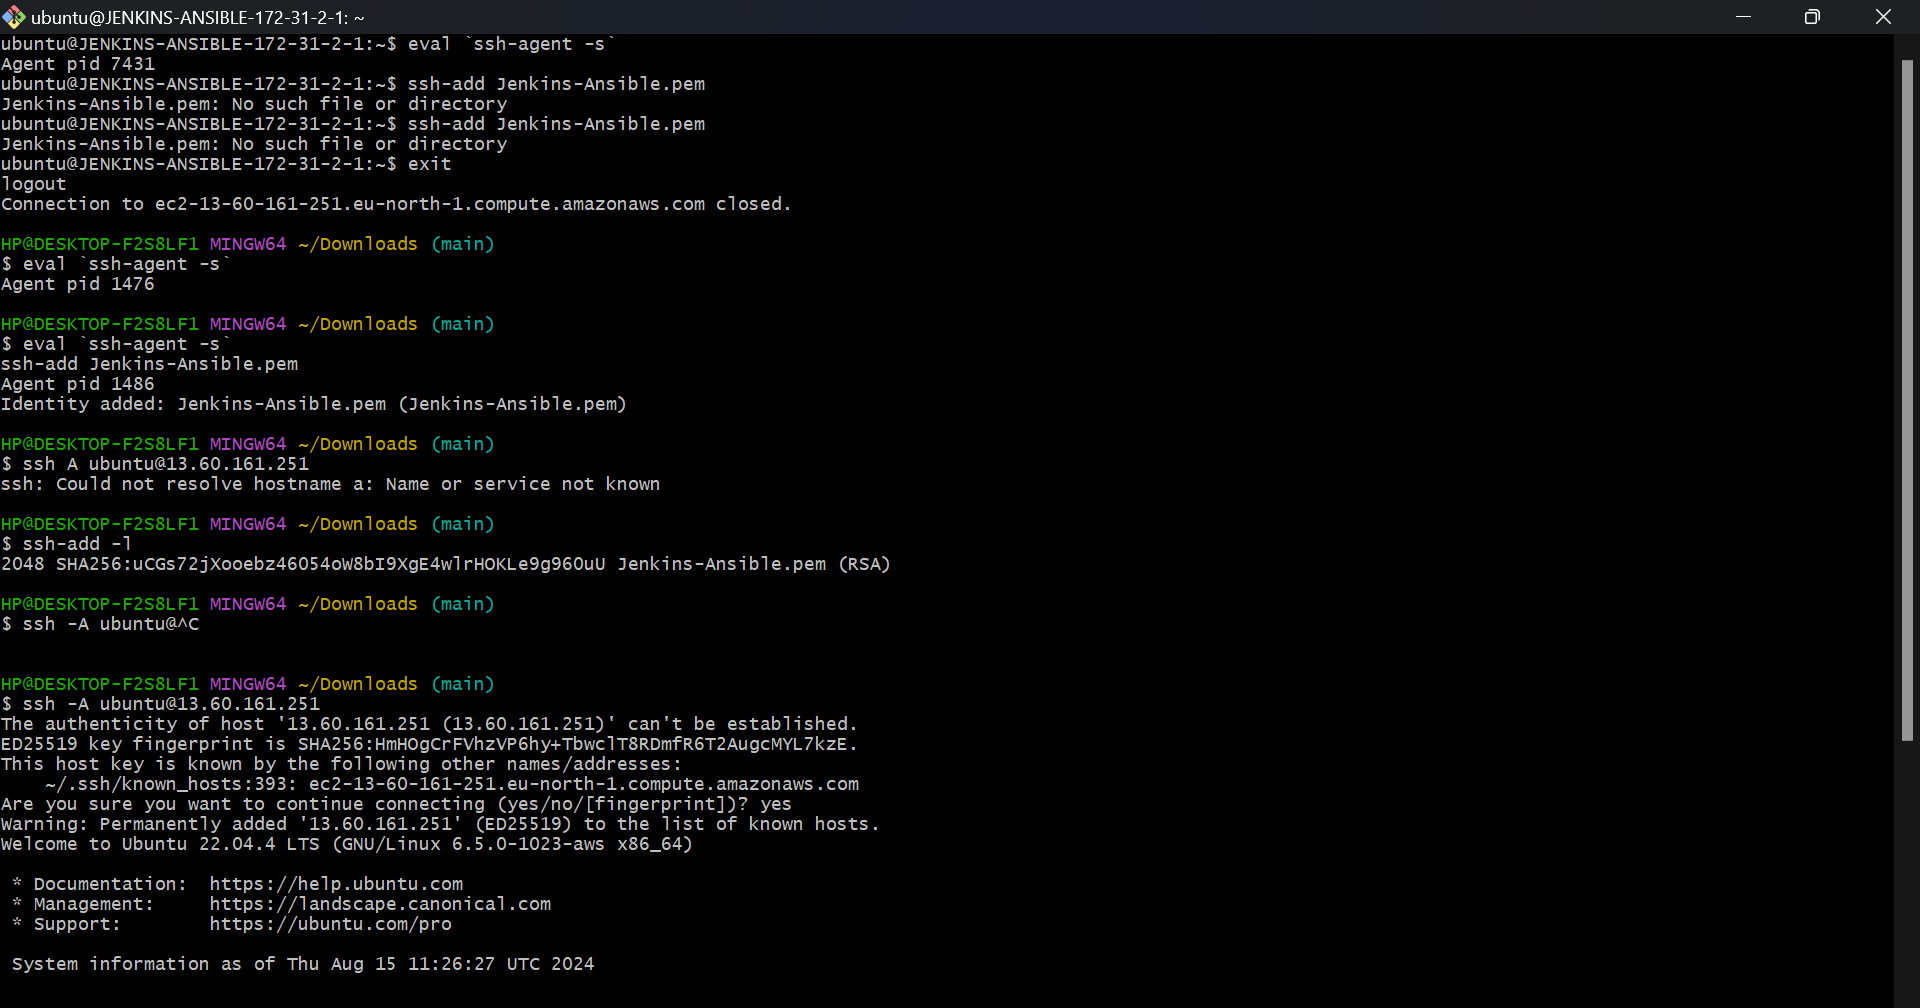 ubuntu@JENKINS-ANSIBLE-172-31-2-1: ~
ubuntu@JENKINS-ANSIBLE-172-31-2-1:~$ eval `ssh-agent -s`
Agent pid 7431
ubuntu@JENKINS-ANSIBLE-172-31-2-1:~$ ssh-add Jenkins-Ansible.pem
Jenkins-Ansible.pem: No such file or directory
ubuntu@JENKINS-ANSIBLE-172-31-2-1:~$ ssh-add Jenkins-Ansible.pem
Jenkins-Ansible.pem: No such file or directory
ubuntu@JENKINS-ANSIBLE-172-31-2-1:~$ exit
logout
Connection to ec2-13-60-161-251.eu-north-1.compute.amazonaws.com closed.
HP@DESKTOP-F2S8LF1 MINGW64 ~/Downloads (main)
$ eval `ssh-agent -s`
Agent pid 1476
HP@DESKTOP-F2S8LF1 MINGW64 ~/Downloads (main)
$ eval `ssh-agent -s`
ssh-add Jenkins-Ansible.pem
Agent pid 1486
Identity added: Jenkins-Ansible.pem (Jenkins-Ansible.pem)
HP@DESKTOP-F2S8LF1 MINGW64 ~/Downloads (main)
$ ssh A ubuntu@13.60.161.251
ssh: Could not resolve hostname a: Name or service not known
HP@DESKTOP-F2S8LF1 MINGW64 ~/Downloads (main)
$ ssh-add -l
2048 SHA256:uCGs72jXooebz46O54oW8bI9XgE4wlrHOKLe9g96OuU Jenkins-Ansible.pem (RSA)
HP@DESKTOP-F2S8LF1 MINGW64 ~/Downloads (main)
$ ssh -A ubuntu@^C
HP@DESKTOP-F2S8LF1 MINGW64 ~/Downloads (main)
$ ssh -A ubuntu@13.60.161.251
The authenticity of host '13.60.161.251 (13.60.161.251)' can't be established.
ED25519 key fingerprint is SHA256:HmHOgCrFVhzVP6hy+TbwclT8RDmfR6T2AugcMYL7kzE.
This host key is known by the following other names/addresses:
~/.ssh/known_hosts:393: ec2-13-60-161-251.eu-north-1.compute.amazonaws.com
Are you sure you want to continue connecting (yes/no/[fingerprint])? yes
Warning: Permanently added '13.60.161.251' (ED25519) to the list of known hosts.
Welcome to Ubuntu 22.04.4 LTS (GNU/Linux 6.5.0-1023-aws x86_64)
* Documentation:  https://help.ubuntu.com
* Management:     https://landscape.canonical.com
* Support:        https://ubuntu.com/pro
System information as of Thu Aug 15 11:26:27 UTC 2024